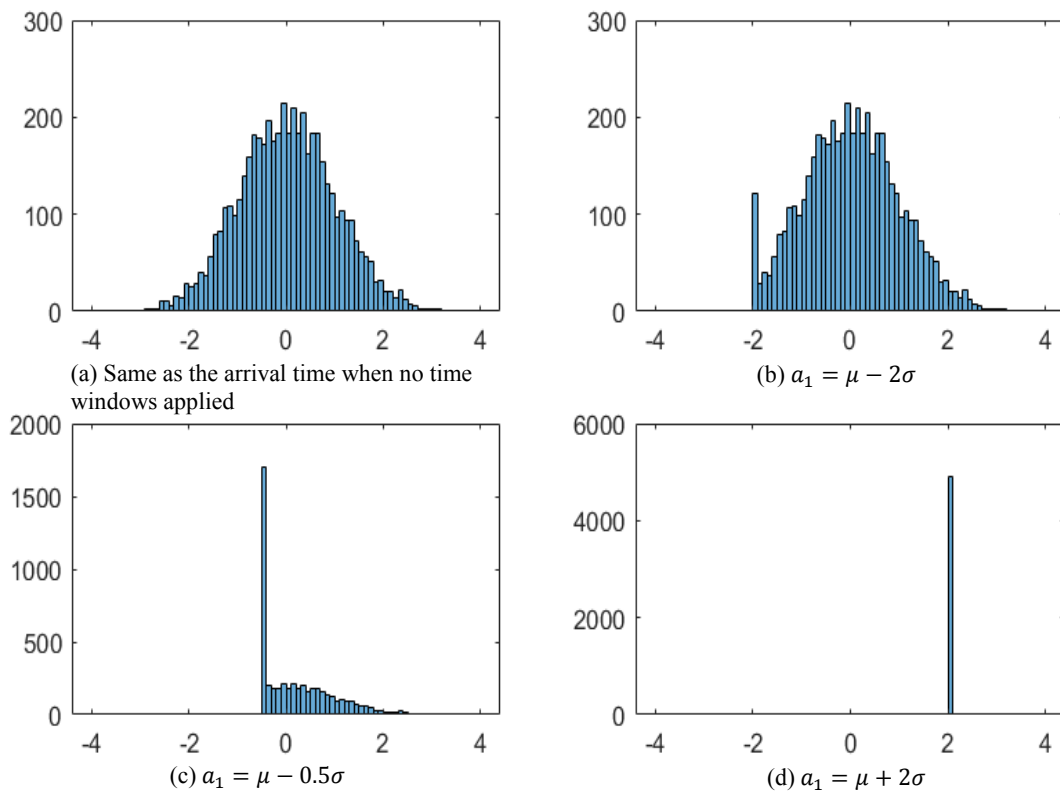 300
200
100
0
-4 -2 0 2 4
(a) Same as the arrival time when no time
windows applied
300
200
100
0
-4 -2 0 2 4
(b) 𝑎₁ = 𝜇 − 2𝜎
2000
1500
1000
500
0
-4 -2 0 2 4
(c) 𝑎₁ = 𝜇 − 0.5𝜎
6000
4000
2000
0
-4 -2 0 2 4
(d) 𝑎₁ = 𝜇 + 2𝜎